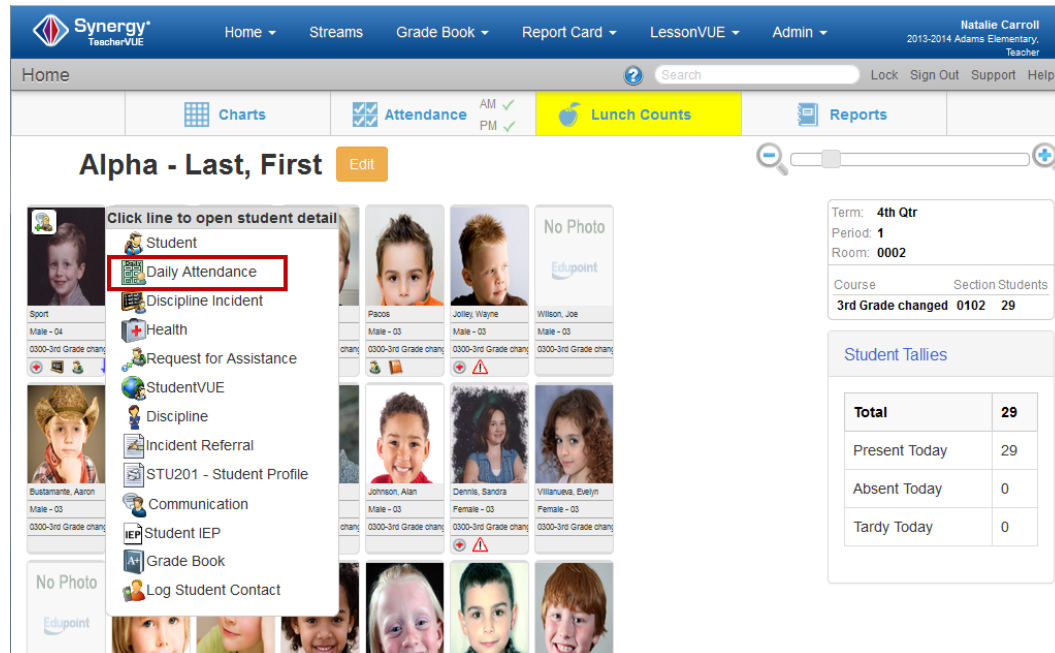 Synergy®
TeacherVUE
Home
Streams
Grade Book
Report Card
LessonVUE
Admin
Natalie Carroll
2013-2014 Adams Elementary,
Teacher
Home
Search
Lock Sign Out Support Help
Charts
Attendance
AM
PM
Lunch Counts
Reports
Alpha - Last, First
Edit
Click line to open student detail
Student
Daily Attendance
Discipline Incident
Health
Request for Assistance
StudentVUE
Discipline
Incident Referral
STU201 - Student Profile
Communication
IEP Student IEP
A+ Grade Book
Log Student Contact
Sport
Male - 04
0300-3rd Grade chang
chang
Pacos
Male - 03
0300-3rd Grade chang
Jolley, Wayne
Male - 03
0300-3rd Grade chang
No Photo
Edupoint
Wilson, Joe
Male - 03
0300-3rd Grade chang
Bustamante, Aaron
Male - 03
0300-3rd Grade chang
chang
Johnson, Alan
Male - 03
0300-3rd Grade chang
Dennis, Sandra
Female - 03
0300-3rd Grade chang
Villanueva, Evelyn
Female - 03
0300-3rd Grade chang
No Photo
Edupoint
Term: 4th Qtr
Period: 1
Room: 0002
Course Section Students
3rd Grade changed 0102 29
Student Tallies
Total 29
Present Today 29
Absent Today 0
Tardy Today 0